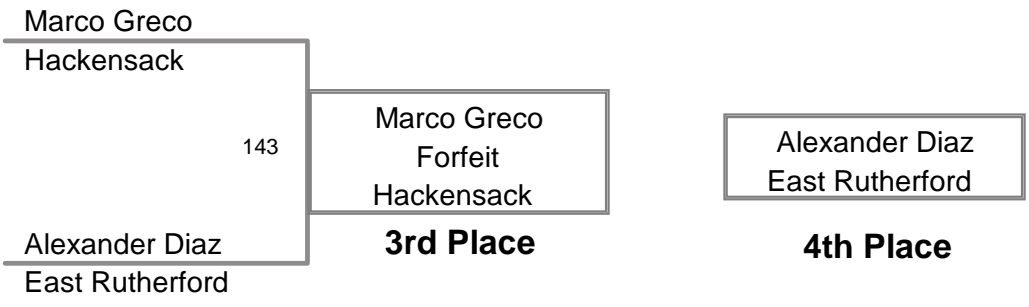 Marco Greco
Hackensack
143
Marco Greco
Forfeit
Hackensack
3rd Place
Alexander Diaz
East Rutherford
Alexander Diaz
East Rutherford
4th Place